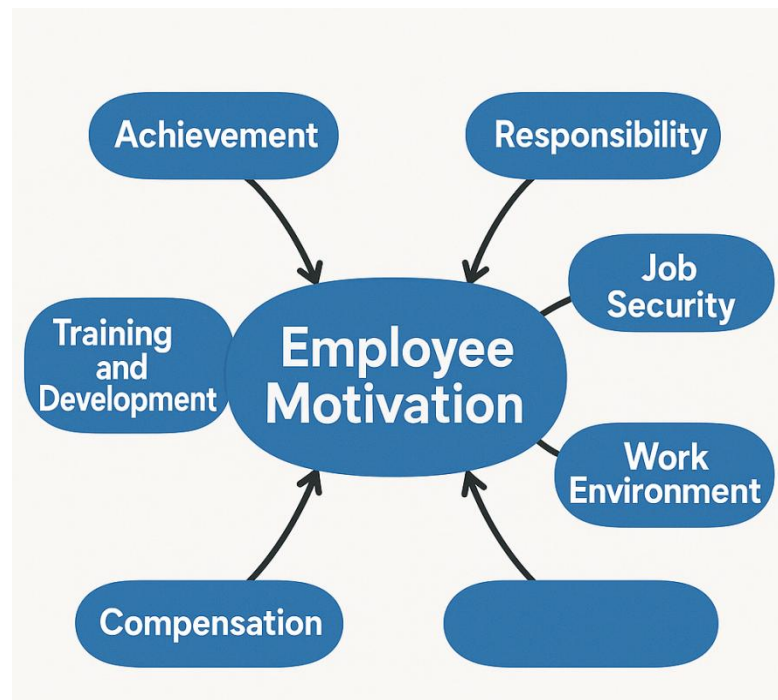 Achievement
Responsibility
Job
Security
Training
and
Development
Employee
Motivation
Work
Environment
Compensation